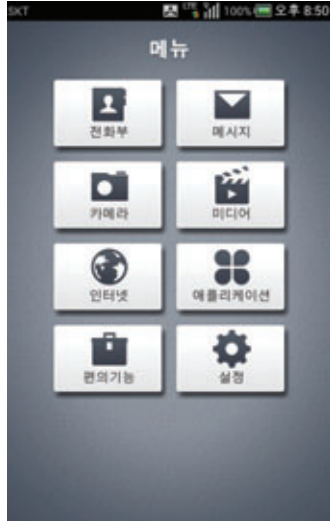 SKT LTE 100% 오후 8:50
메뉴
전화부 메시지
카메라 미디어
인터넷 애플리케이션
편의기능 설정